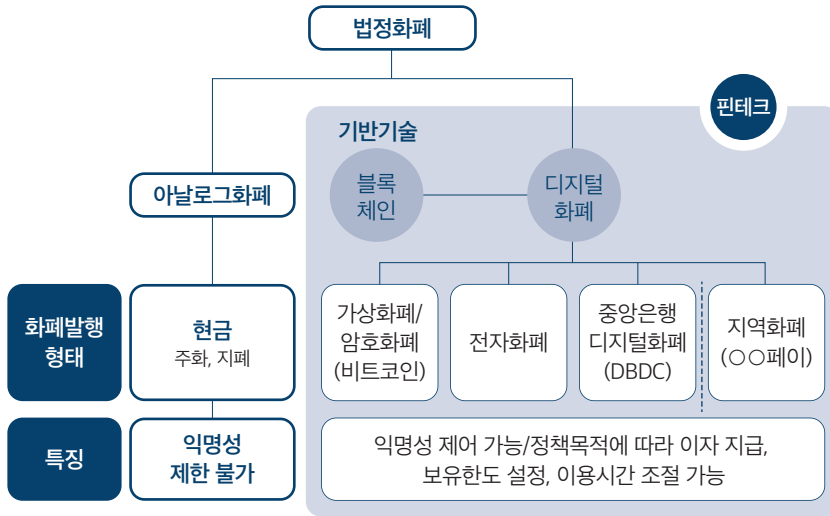 법정화폐
핀테크
기반기술
아날로그화폐
블록
체인
디지털
화폐
화폐발행
형태
현금
주화, 지폐
가상화폐/
암호화폐
(비트코인)
전자화폐
중앙은행
디지털화폐
(DBDC)
지역화폐
(○○페이)
특징
익명성
제한 불가
익명성 제어 가능/정책목적에 따라 이자 지급,
보유한도 설정, 이용시간 조절 가능